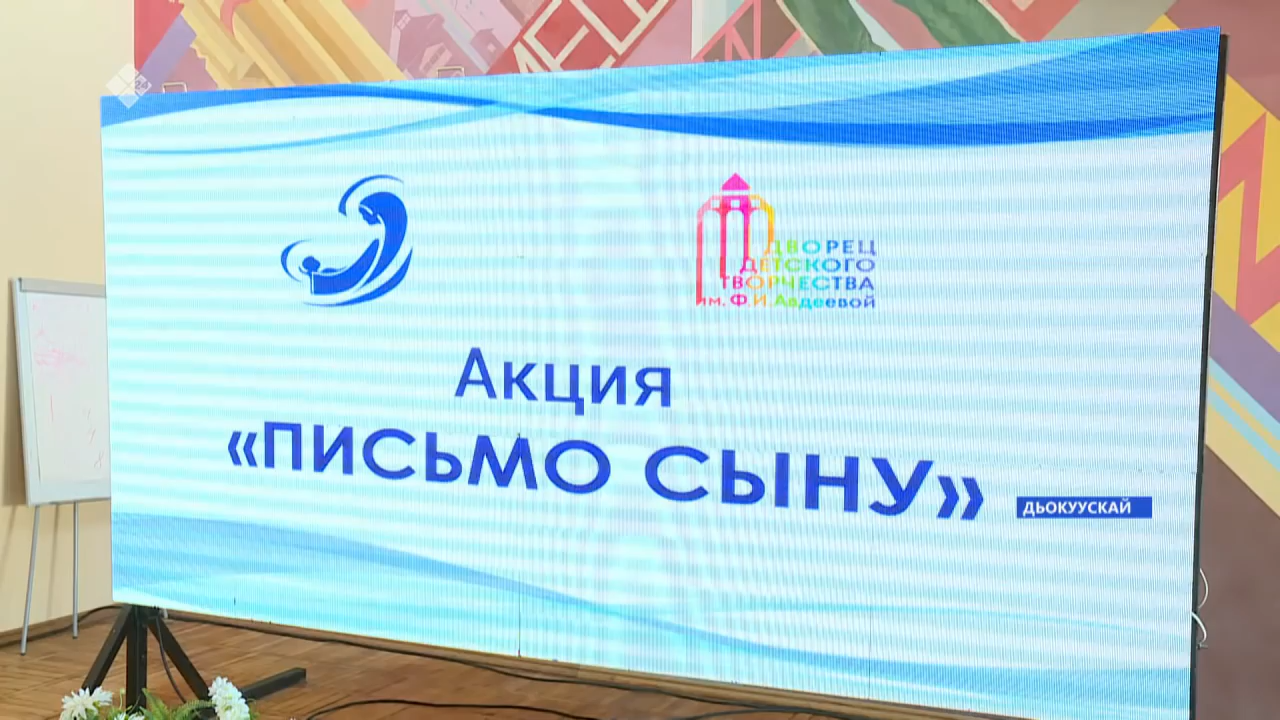 ДВОРЕЦ
ДЕТСКОГО
ТВОРЧЕСТВА
им. Ф.И.Авдеевой
Акция
«ПИСЬМО СЫНУ»
ДЬОКУУСКАЙ